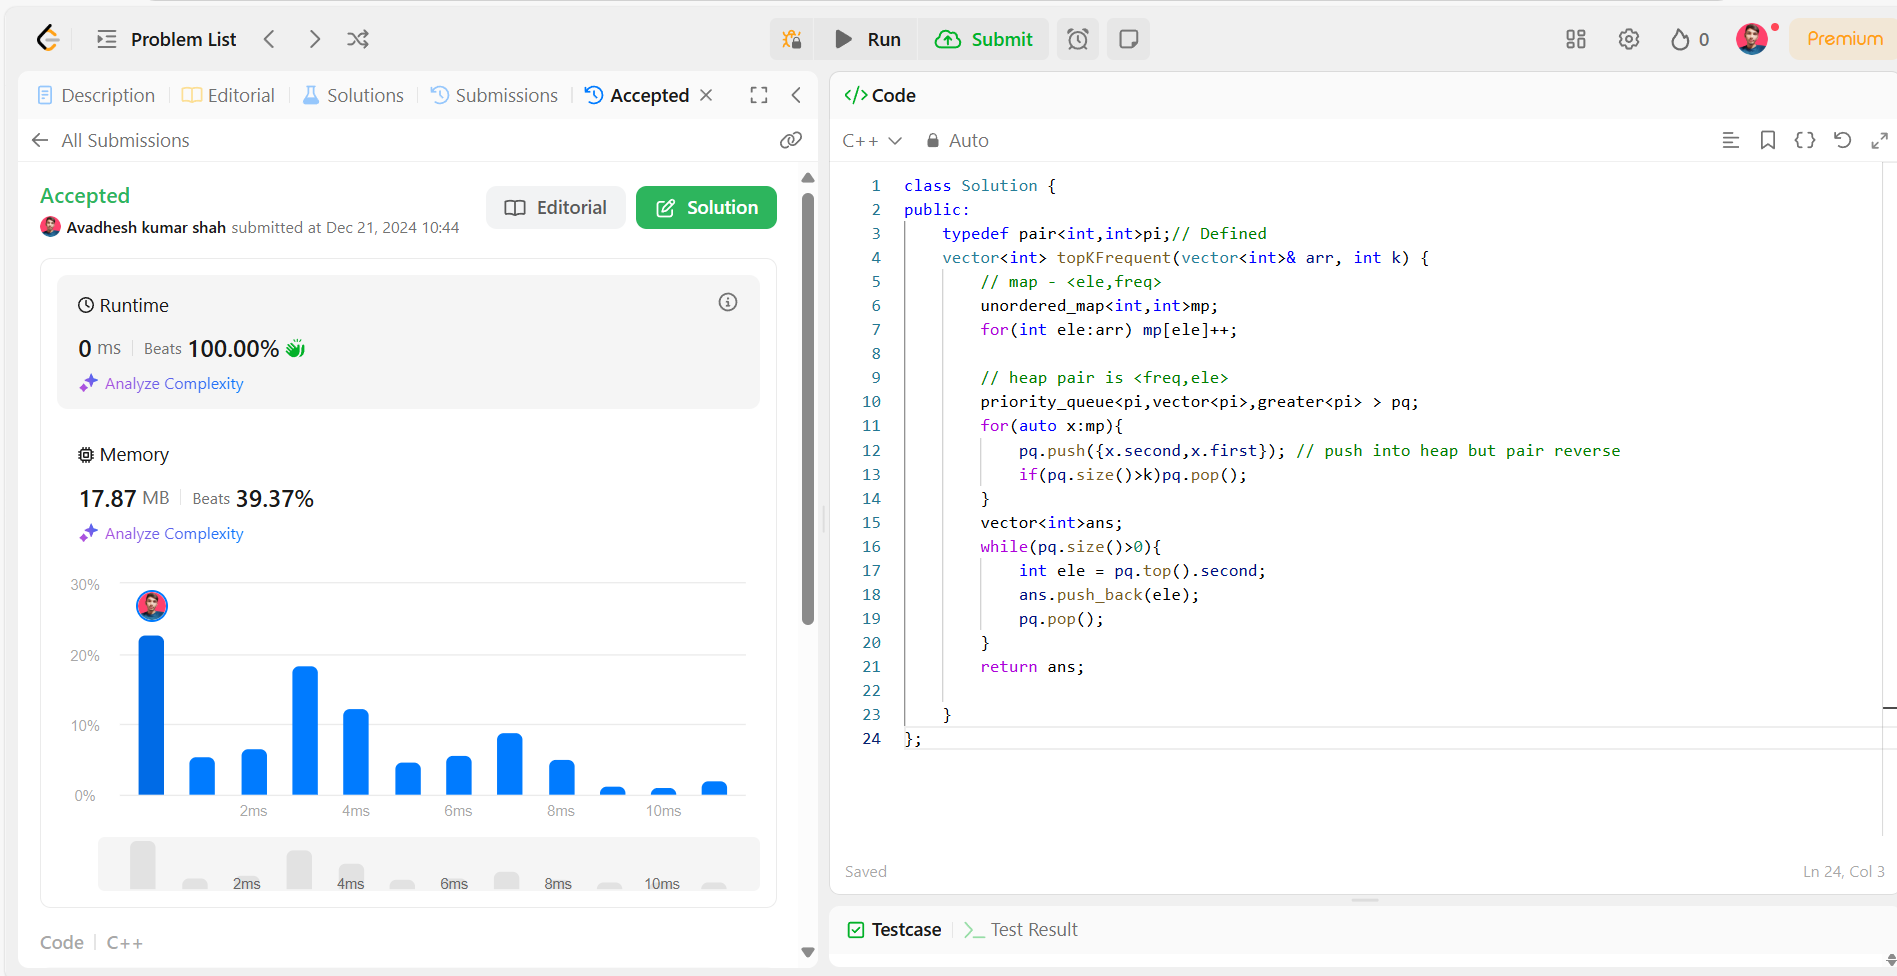 Problem List
Run
Submit
0
Premium
Description
Editorial
Solutions
Submissions
Accepted
All Submissions
Accepted
Avadhesh kumar shah submitted at Dec 21, 2024 10:44
Editorial
Solution
Runtime
0 ms
Beats 100.00%
Analyze Complexity
Memory
17.87 MB
Beats 39.37%
Analyze Complexity
30%
20%
10%
0%
2ms 4ms 6ms 8ms 10ms
2ms 4ms 6ms 8ms 10ms
Code
C++
</> Code
C++
Auto
1 class Solution {
2 public:
3     typedef pair<int,int>pi;// Defined
4     vector<int> topKFrequent(vector<int>& arr, int k) {
5         // map - <ele,freq>
6         unordered_map<int,int>mp;
7         for(int ele:arr) mp[ele]++;
8
9         // heap pair is <freq,ele>
10         priority_queue<pi,vector<pi>,greater<pi> > pq;
11         for(auto x:mp){
12             pq.push({x.second,x.first}); // push into heap but pair reverse
13             if(pq.size()>k)pq.pop();
14         }
15         vector<int>ans;
16         while(pq.size()>0){
17             int ele = pq.top().second;
18             ans.push_back(ele);
19             pq.pop();
20         }
21         return ans;
22
23     }
24 };
Saved
Ln 24, Col 3
Testcase
Test Result